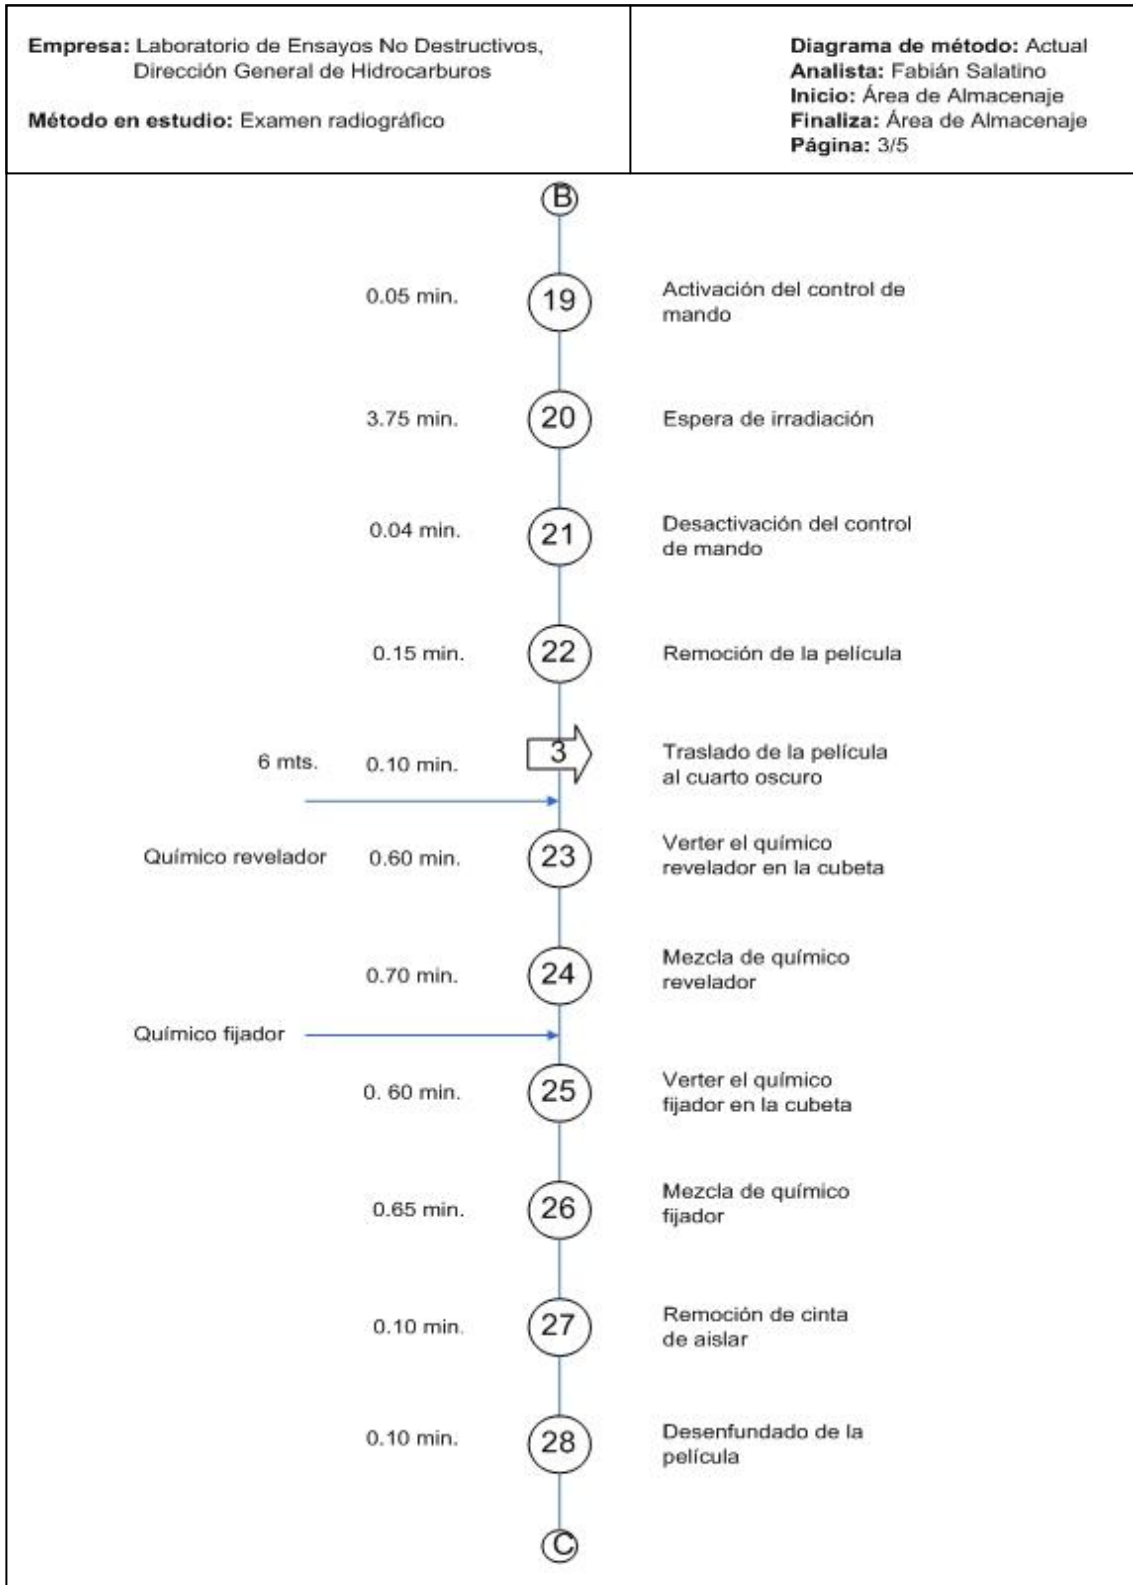 Empresa: Laboratorio de Ensayos No Destructivos,
Dirección General de Hidrocarburos
Método en estudio: Examen radiográfico
Diagrama de método: Actual
Analista: Fabián Salatino
Inicio: Área de Almacenaje
Finaliza: Área de Almacenaje
Página: 3/5
B
0.05 min.
19
Activación del control de
mando
3.75 min.
20
Espera de irradiación
0.04 min.
21
Desactivación del control
de mando
0.15 min.
22
Remoción de la película
6 mts.
0.10 min.
3
Traslado de la película
al cuarto oscuro
Químico revelador
0.60 min.
23
Verter el químico
revelador en la cubeta
0.70 min.
24
Mezcla de químico
revelador
Químico fijador
0. 60 min.
25
Verter el químico
fijador en la cubeta
0.65 min.
26
Mezcla de químico
fijador
0.10 min.
27
Remoción de cinta
de aislar
0.10 min.
28
Desenfundado de la
película
C